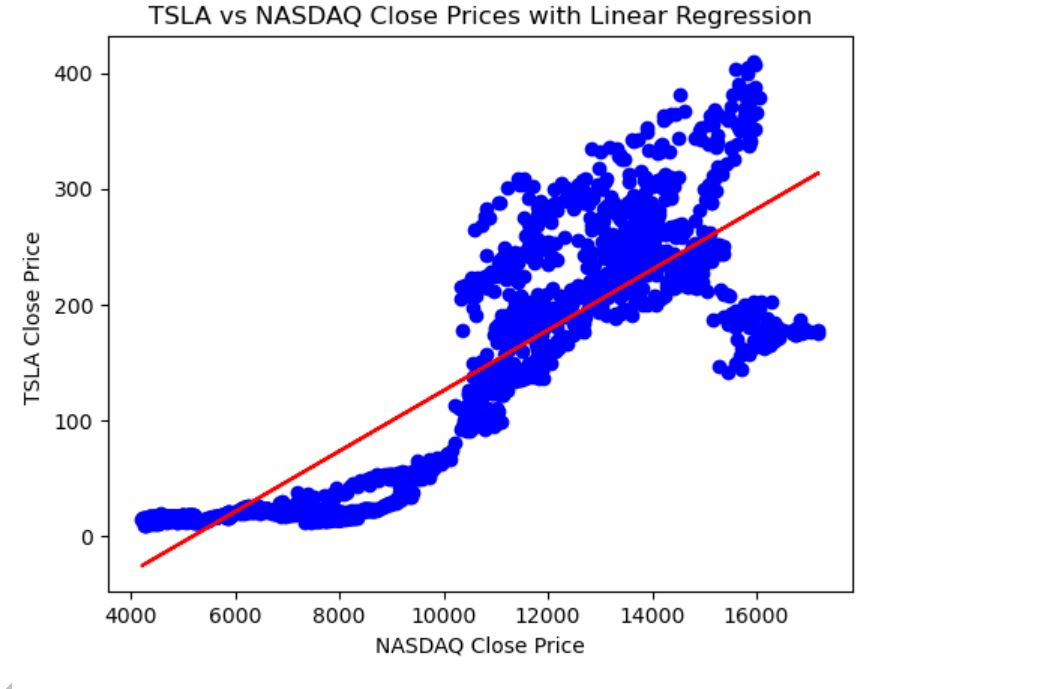 TSLA vs NASDAQ Close Prices with Linear Regression
400
300
200
100
0
TSLA Close Price
4000 6000 8000 10000 12000 14000 16000
NASDAQ Close Price